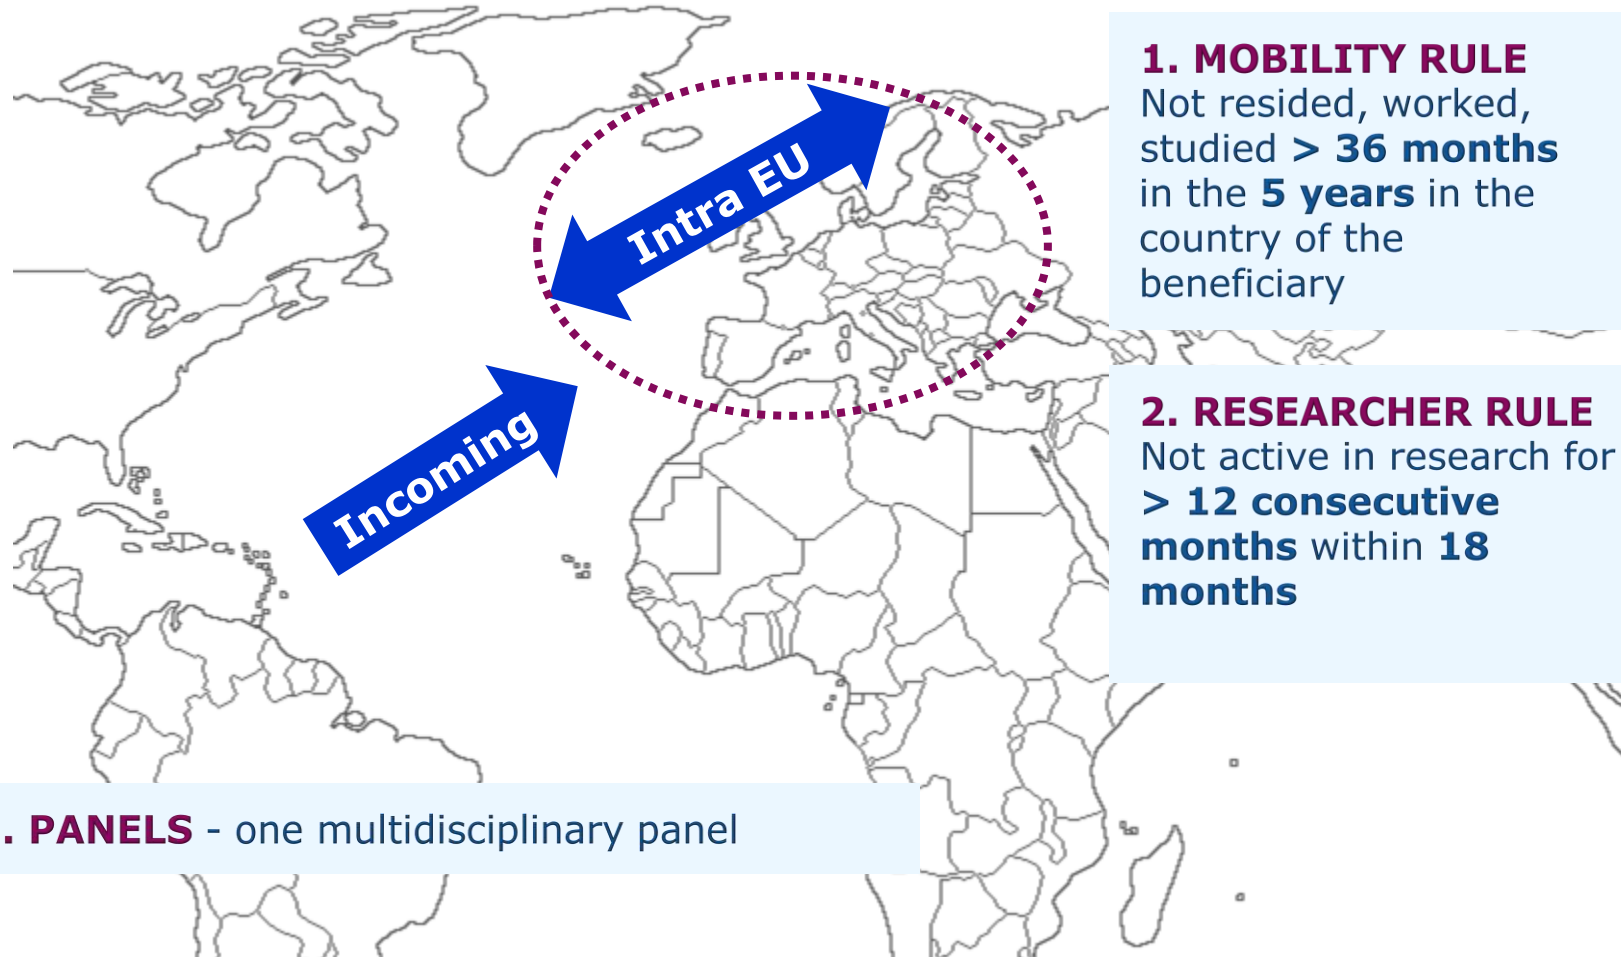 1. MOBILITY RULE
Not resided, worked,
studied > 36 months
in the 5 years in the
country of the
beneficiary
Intra EU
Incoming
2. RESEARCHER RULE
Not active in research for
> 12 consecutive
months within 18
months
. PANELS - one multidisciplinary panel